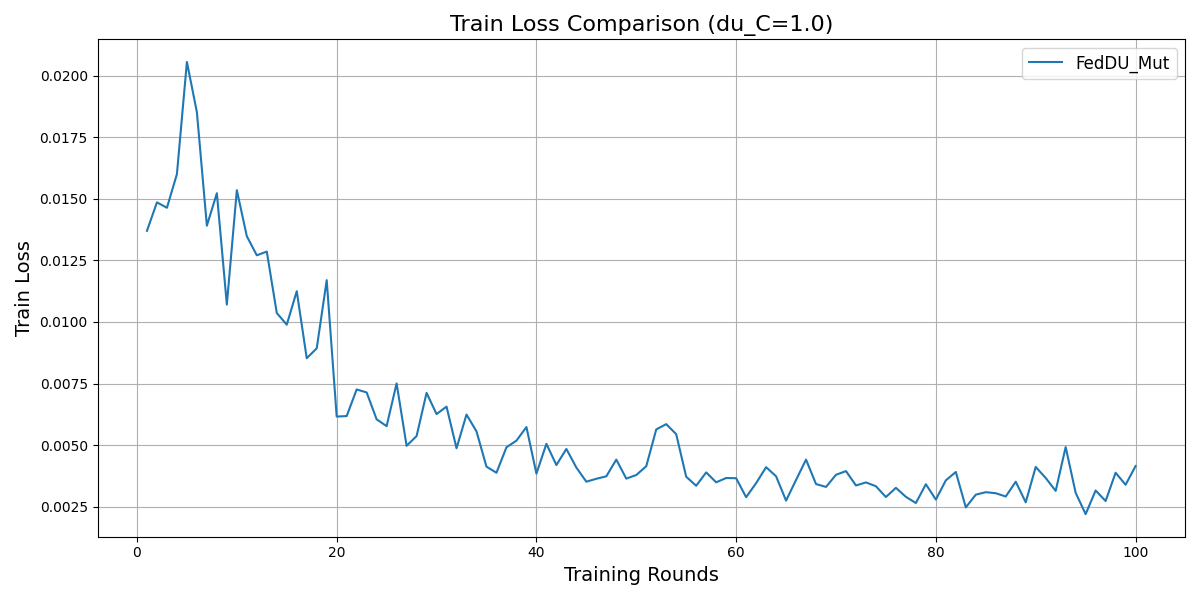 Train Loss Comparison (du_C=1.0)
FedDU_Mut
Train Loss
0.0200
0.0175
0.0150
0.0125
0.0100
0.0075
0.0050
0.0025
0 20 40 60 80 100
Training Rounds